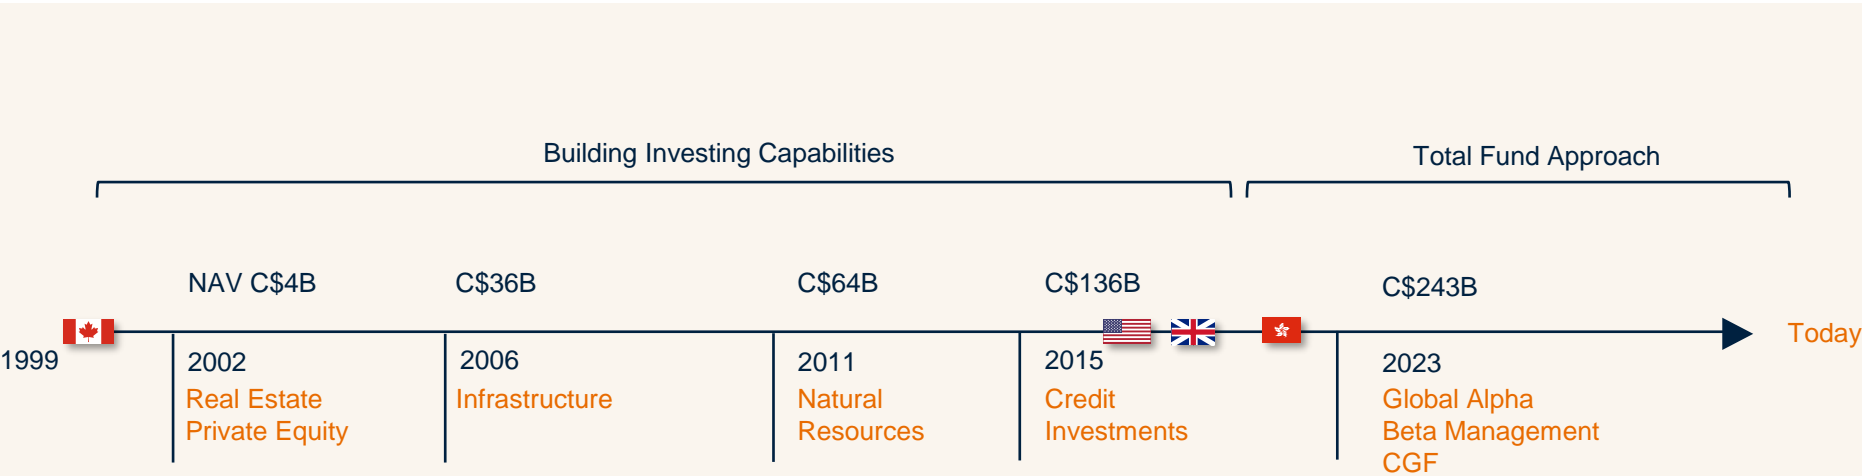 Building Investing Capabilities
Total Fund Approach
NAV C$4B
C$36B
C$64B
C$136B
C$243B
Today
1999
2002
Real Estate
Private Equity
2006
Infrastructure
2011
Natural
Resources
2015
Credit
Investments
2023
Global Alpha
Beta Management
CGF